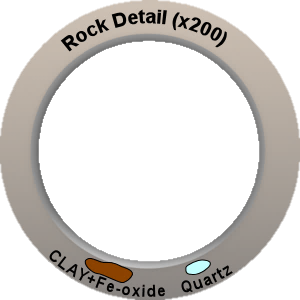 Rock Detail (x200)
CLAY+Fe-oxide
Quartz